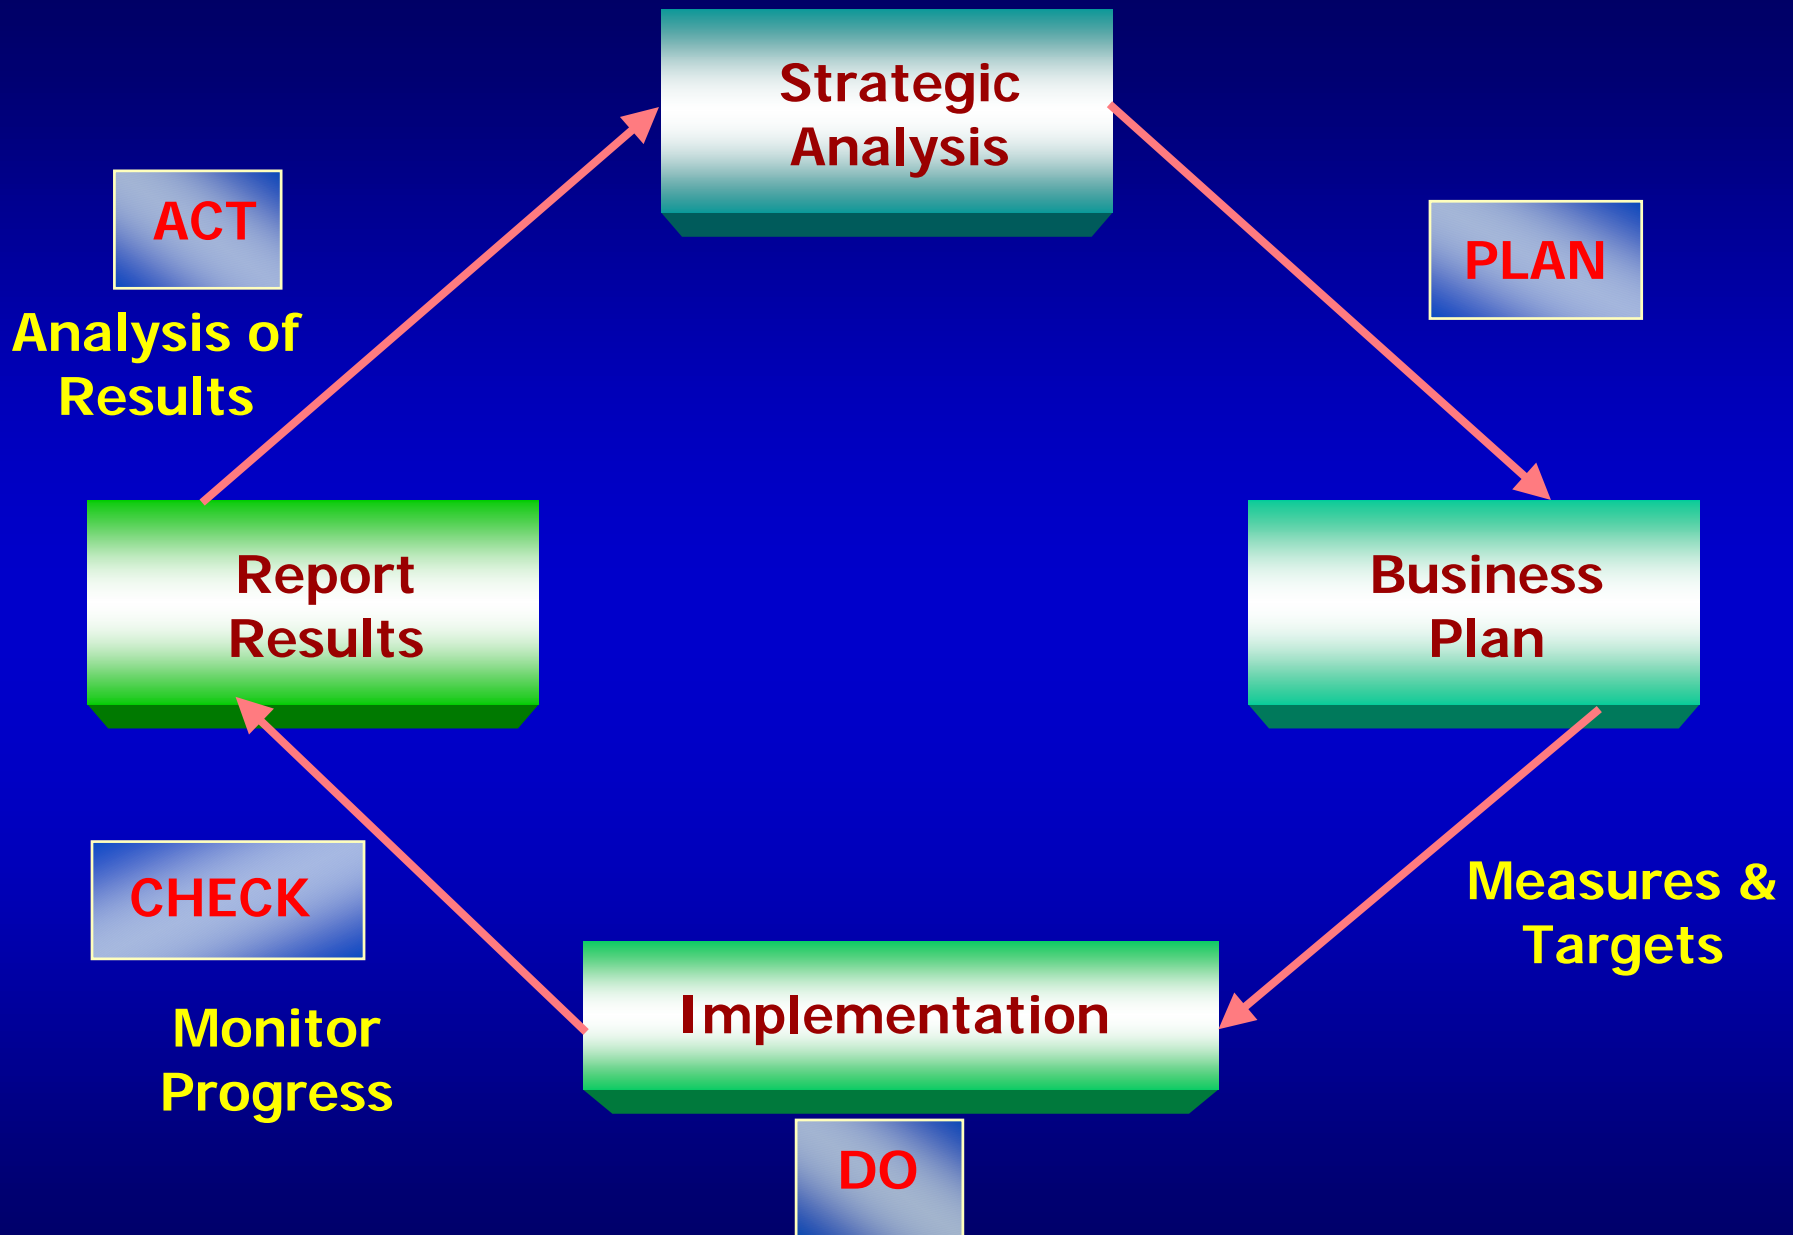 Strategic
Analysis
ACT
PLAN
Analysis of
Results
Report
Results
Business
Plan
CHECK
Measures &
Targets
Implementation
Monitor
Progress
DO